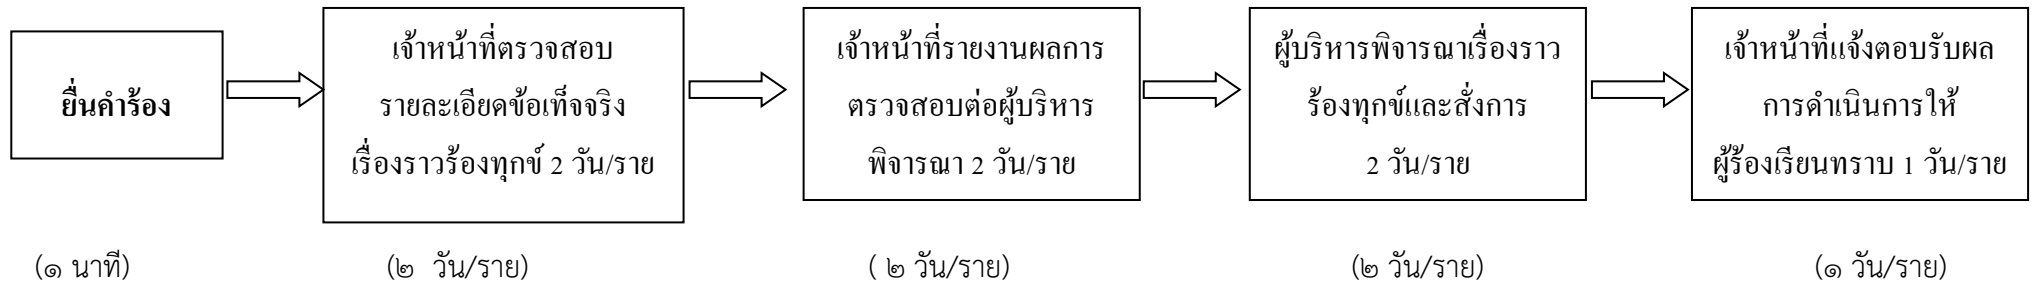 ยื่นคำร้อง
เจ้าหน้าที่ตรวจสอบ
รายละเอียดข้อเท็จจริง
เรื่องราวร้องทุกข์ 2 วัน/ราย
เจ้าหน้าที่รายงานผลการ
ตรวจสอบต่อผู้บริหาร
พิจารณา 2 วัน/ราย
ผู้บริหารพิจารณาเรื่องราว
ร้องทุกข์และสั่งการ
2 วัน/ราย
เจ้าหน้าที่แจ้งตอบรับผล
การดำเนินการให้
ผู้ร้องเรียนทราบ 1 วัน/ราย
(๑ นาที)
(๒ วัน/ราย)
( ๒ วัน/ราย)
(๒ วัน/ราย)
(๑ วัน/ราย)